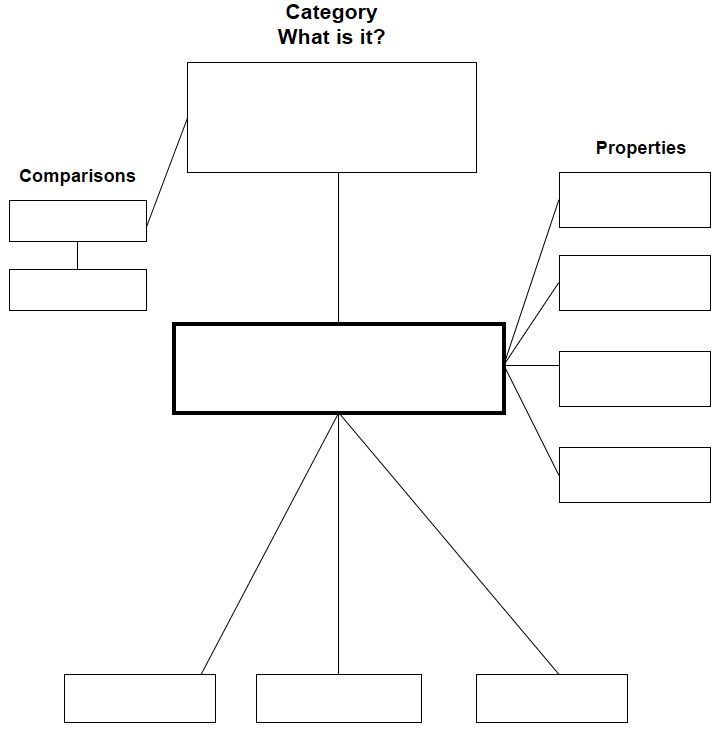 Category
What is it?
Properties
Comparisons